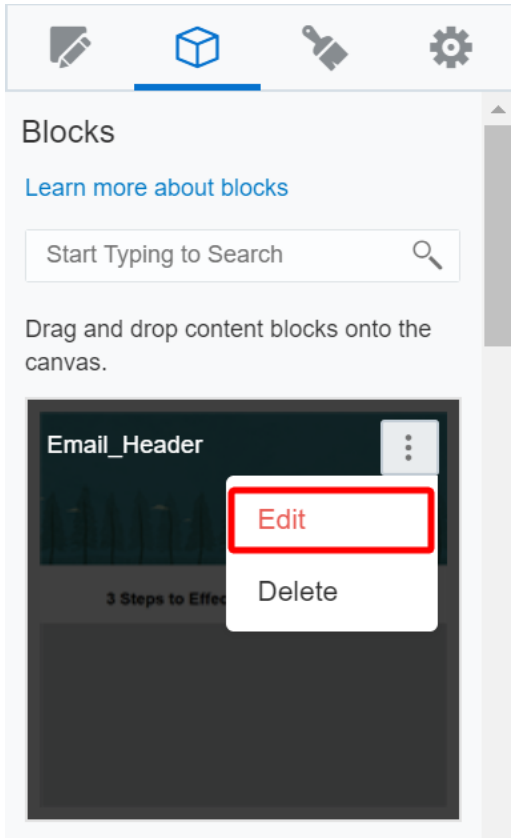 Blocks
Learn more about blocks
Start Typing to Search
Drag and drop content blocks onto the
canvas.
Email_Header
Edit
3 Steps to
Delete